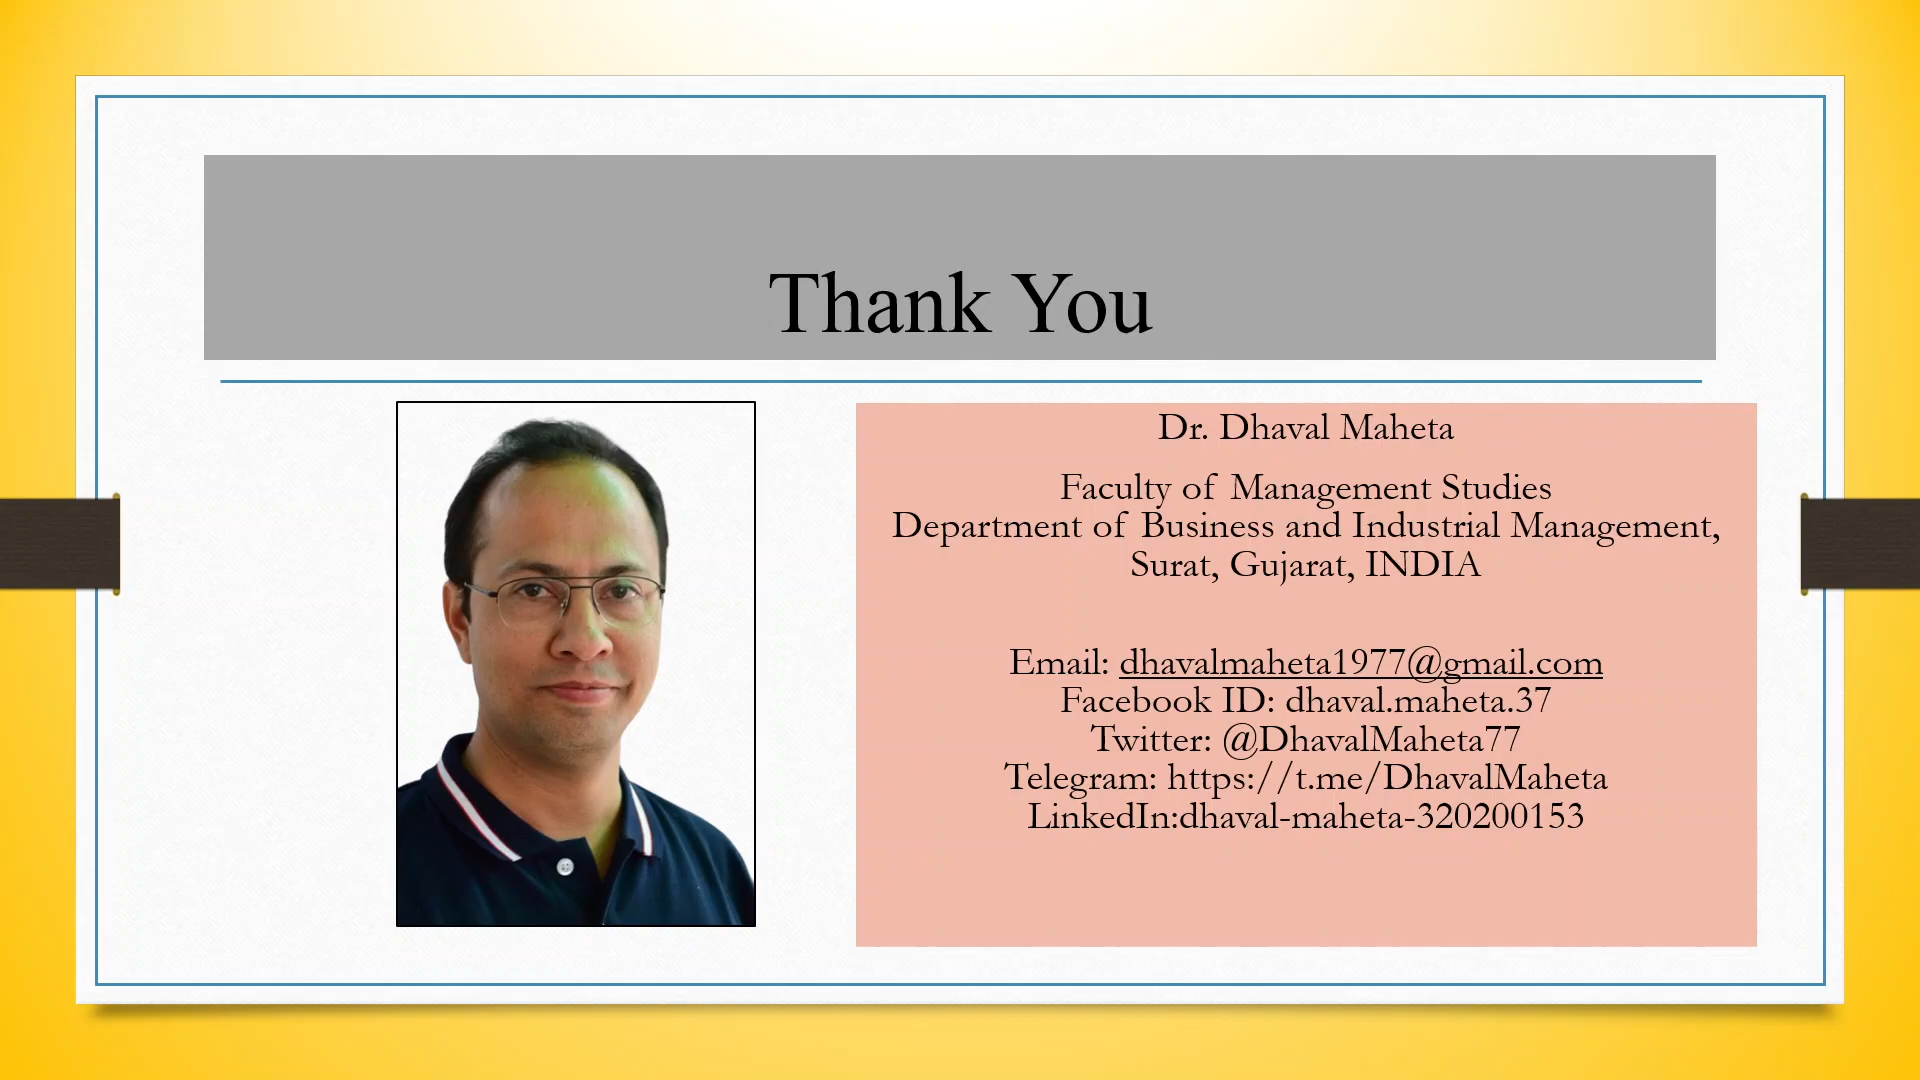 Thank You
Dr. Dhaval Maheta
Faculty of Management Studies
Department of Business and Industrial Management,
Surat, Gujarat, INDIA
Email: dhavalmaheta1977@gmail.com
Facebook ID: dhaval.maheta.37
Twitter: @DhavalMaheta77
Telegram: https://t.me/DhavalMaheta
LinkedIn:dhaval-maheta-320200153